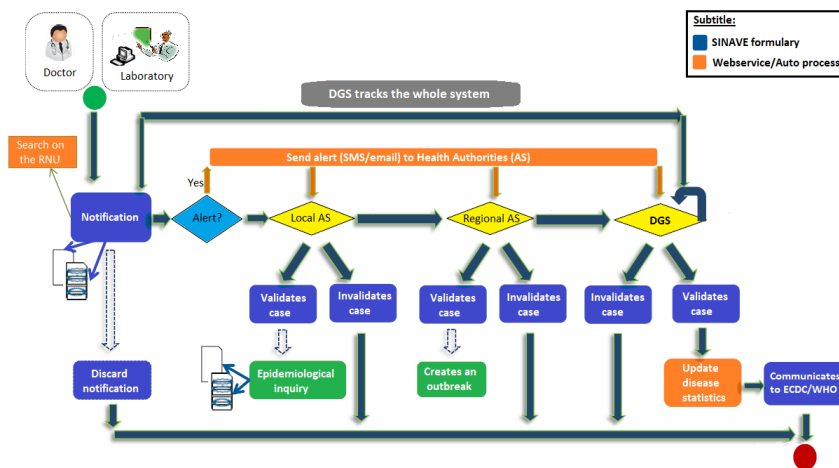 Subtitle:
SINAVE formulary
Webservice/Auto process
Doctor
Laboratory
DGS tracks the whole system
Search on
the RNU
Send alert (SMS/email) to Health Authorities (AS)
Yes
Notification
Alert?
Local AS
Regional AS
DGS
Validates
case
Invalidates
case
Validates
case
Invalidates
case
Invalidates
case
Validates
case
Discard
notification
Epidemiological
inquiry
Creates an
outbreak
Update
disease
statistics
Communicates
to ECDC/WHO